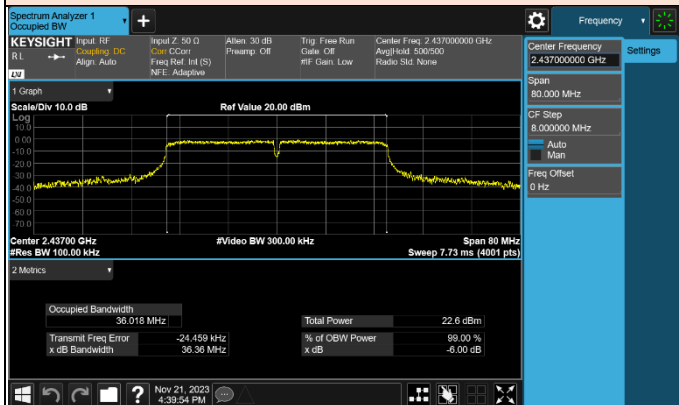 Spectrum Analyzer 1
Occupied BW
Frequency
KEYSIGHT
Input: RF
Input Z: 50 Ω
Atten: 30 dB
Trig: Free Run
Center Freq: 2.437000000 GHz
RL
Coupling: DC
Corr CCorr
Preamp: Off
Gate: Off
Avg|Hold: 500/500
Align: Auto
Freq Ref: Int (S)
#IF Gain: Low
Radio Std: None
NFE: Adaptive
LXI
Center Frequency
2.437000000 GHz
Settings
Span
80.000 MHz
CF Step
8.000000 MHz
Auto
Man
Freq Offset
0 Hz
1 Graph
Scale/Div 10.0 dB
Ref Value 20.00 dBm
Log
10.0
0.00
-10.0
-20.0
-30.0
-40.0
-50.0
-60.0
-70.0
Center 2.43700 GHz
#Video BW 300.00 kHz
Span 80 MHz
#Res BW 100.00 kHz
Sweep 7.73 ms (4001 pts)
2 Metrics
Occupied Bandwidth
36.018 MHz
Total Power
22.6 dBm
Transmit Freq Error
-24.459 kHz
% of OBW Power
99.00 %
x dB Bandwidth
36.36 MHz
x dB
-6.00 dB
?
Nov 21, 2023
4:39:54 PM